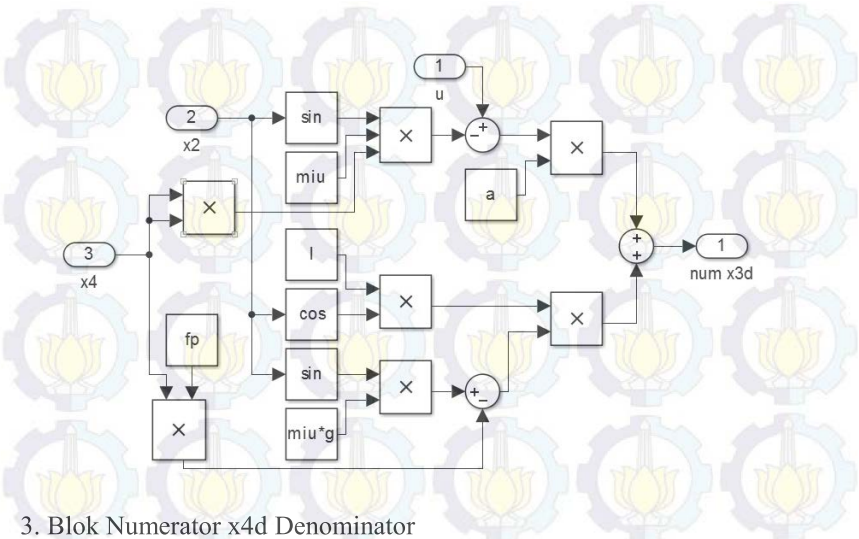 1
u
2
x2
sin
miu
×
− +
×
a
×
3
x4
l
cos
×
+
+
1
num x3d
×
fp
sin
×
+ −
miu*g
×
3. Blok Numerator x4d Denominator